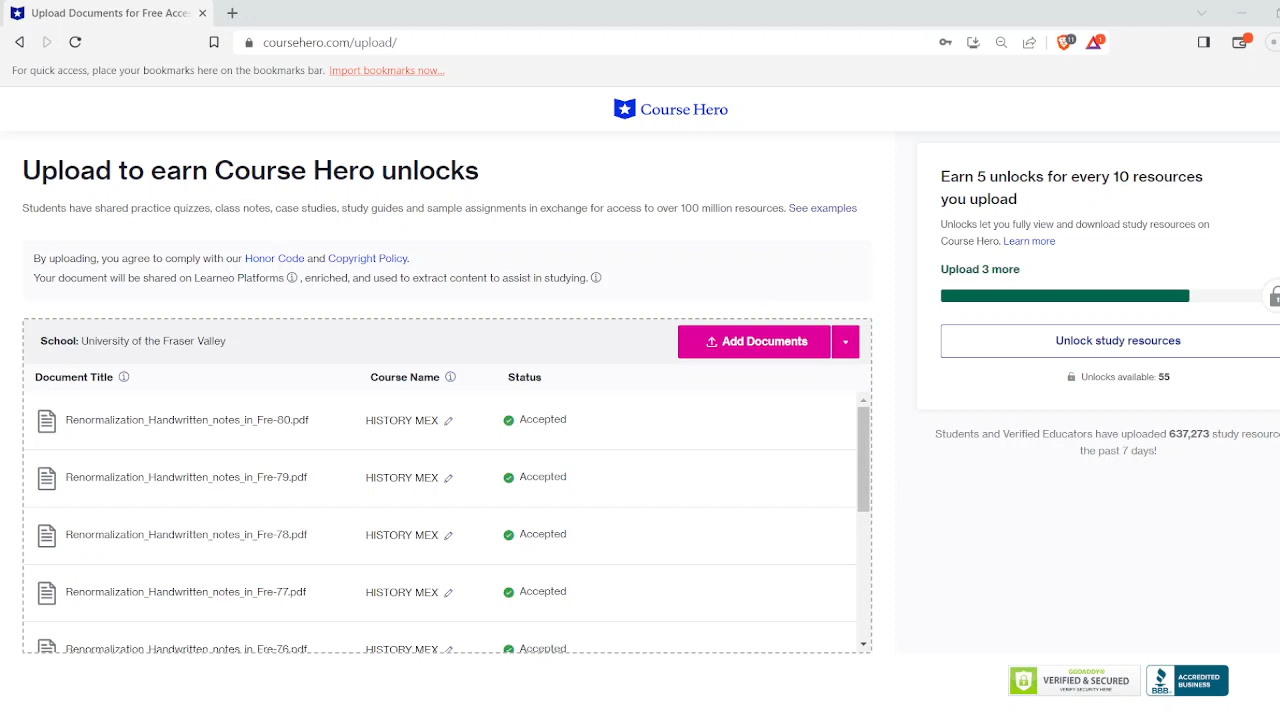 Upload Documents for Free Acce
coursehero.com/upload/
11
1
For quick access, place your bookmarks here on the bookmarks bar. Import bookmarks now...
Course Hero
Upload to earn Course Hero unlocks
Students have shared practice quizzes, class notes, case studies, study guides and sample assignments in exchange for access to over 100 million resources. See examples
By uploading, you agree to comply with our Honor Code and Copyright Policy.
Your document will be shared on Learneo Platforms , enriched, and used to extract content to assist in studying.
School: University of the Fraser Valley
Add Documents
Document Title
Course Name
Status
Renormalization_Handwritten_notes_in_Fre-80.pdf
HISTORY MEX
Accepted
Renormalization_Handwritten_notes_in_Fre-79.pdf
HISTORY MEX
Accepted
Renormalization_Handwritten_notes_in_Fre-78.pdf
HISTORY MEX
Accepted
Renormalization_Handwritten_notes_in_Fre-77.pdf
HISTORY MEX
Accepted
Renormalization_Handwritten_notes_in_Fre-76.pdf
HISTORY MEX
Accepted
Earn 5 unlocks for every 10 resources
you upload
Unlocks let you fully view and download study resources on
Course Hero. Learn more
Upload 3 more
Unlock study resources
Unlocks available: 55
Students and Verified Educators have uploaded 637,273 study resourc
the past 7 days!
GODADDY®
VERIFIED & SECURED
VERIFY SECURITY HERE
BBB
ACCREDITED
BUSINESS